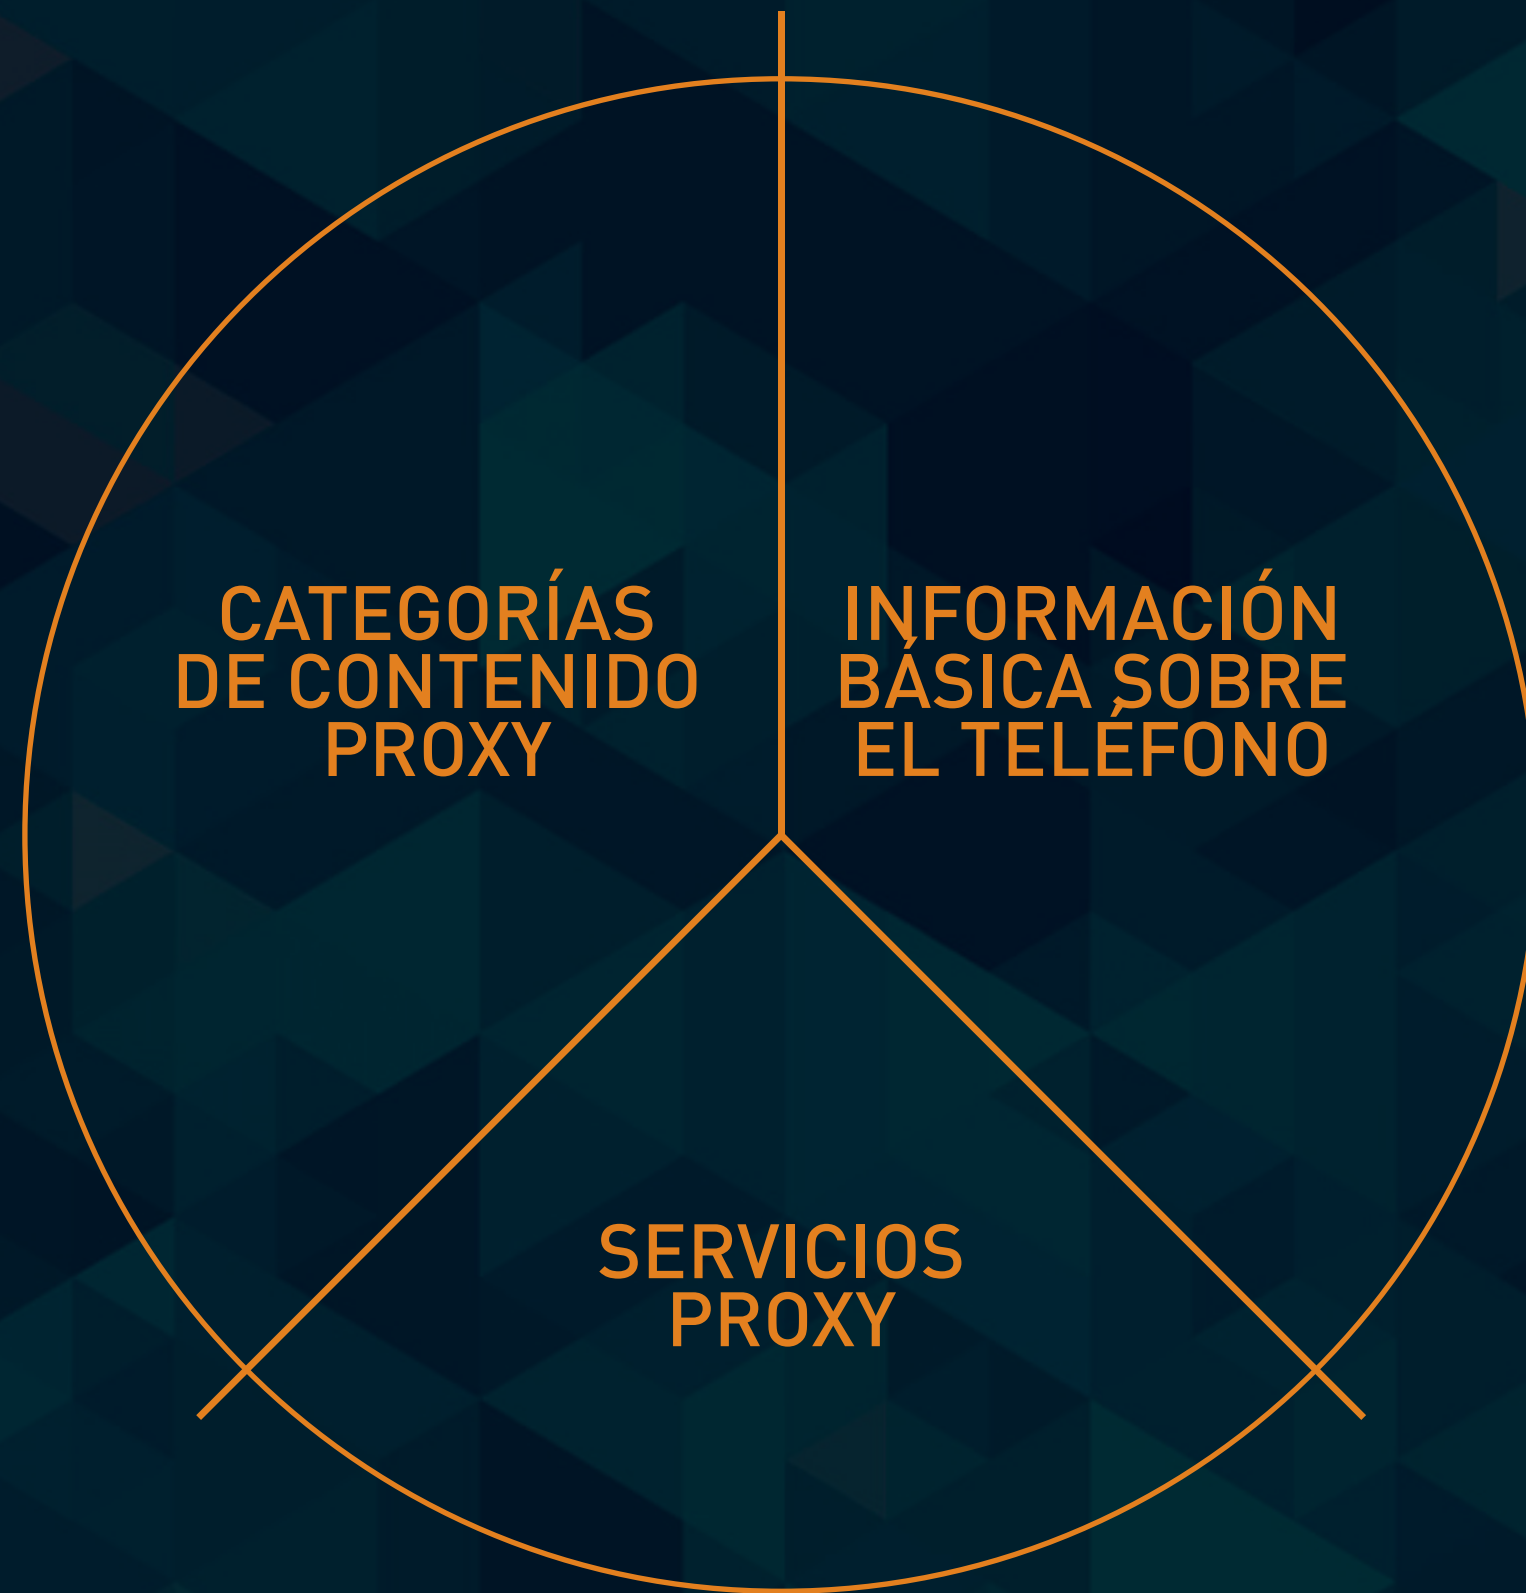 CATEGORÍAS
DE CONTENIDO
PROXY
INFORMACIÓN
BÁSICA SOBRE
EL TELÉFONO
SERVICIOS
PROXY